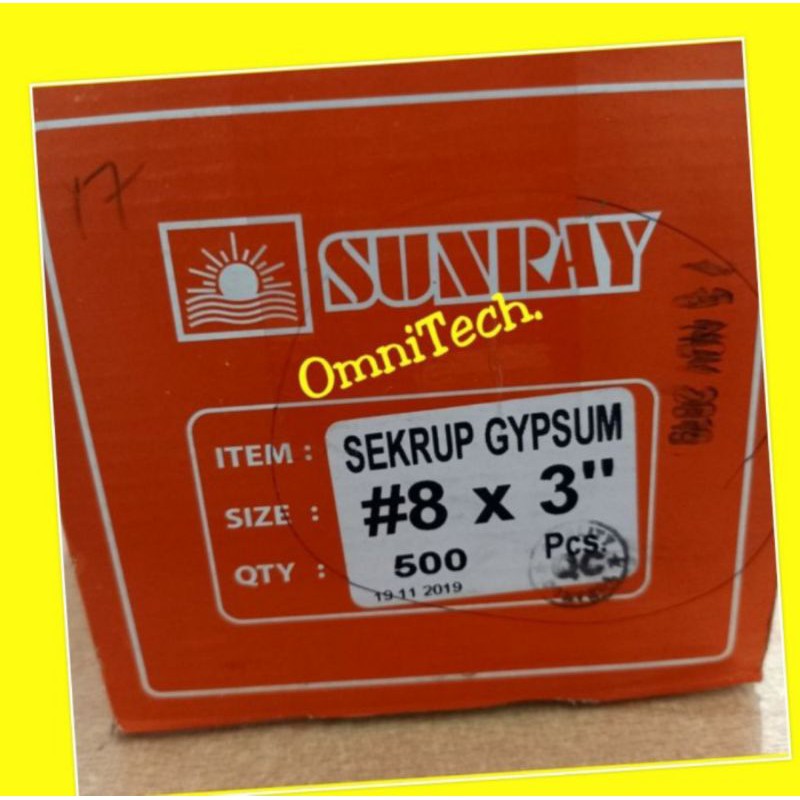 17
SUNRAY
OmniTech.
ITEM : SEKRUP GYPSUM
SIZE : #8 x 3"
QTY : 500 Pcs.
19 11 2019